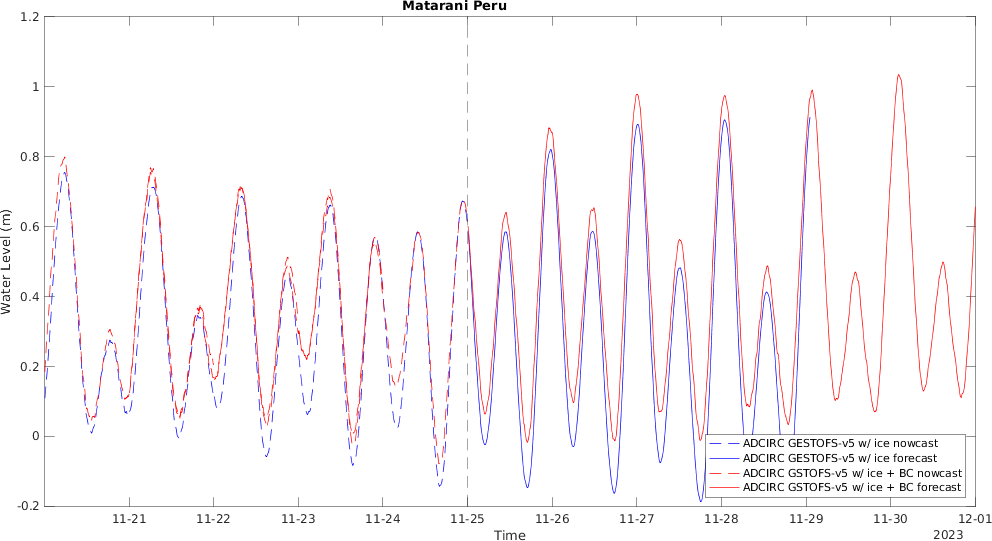 Matarani Peru
1.2
1
0.8
0.6
0.4
0.2
0
-0.2
Water Level (m)
ADCIRC GESTOFS-v5 w/ ice nowcast
ADCIRC GESTOFS-v5 w/ ice forecast
ADCIRC GSTOFS-v5 w/ ice + BC nowcast
ADCIRC GSTOFS-v5 w/ ice + BC forecast
11-21 11-22 11-23 11-24 11-25 11-26 11-27 11-28 11-29 11-30 12-01
Time
2023